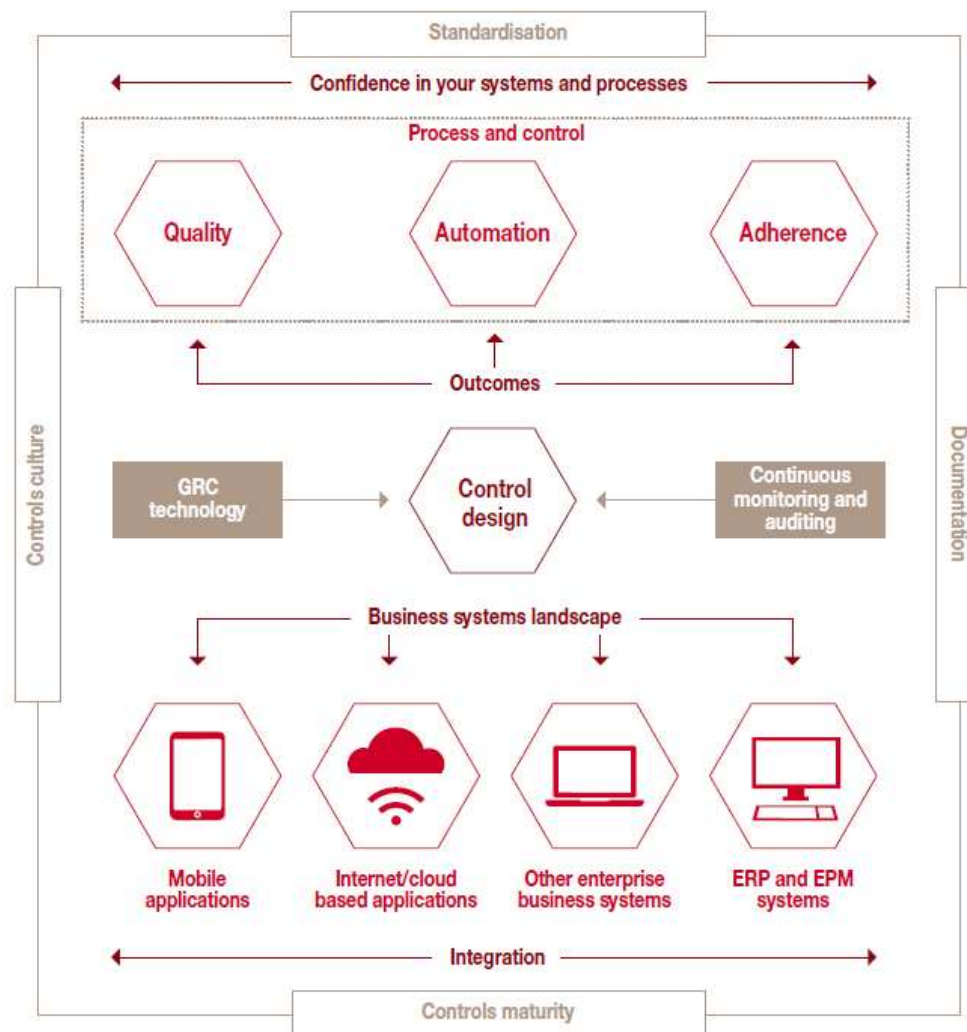 Standardisation
Confidence in your systems and processes
Process and control
Quality
Automation
Adherence
Outcomes
Controls culture
Documentation
GRC
technology
Control
design
Continuous
monitoring and
auditing
Business systems landscape
Mobile
applications
Internet/cloud
based applications
Other enterprise
business systems
ERP and EPM
systems
Integration
Controls maturity